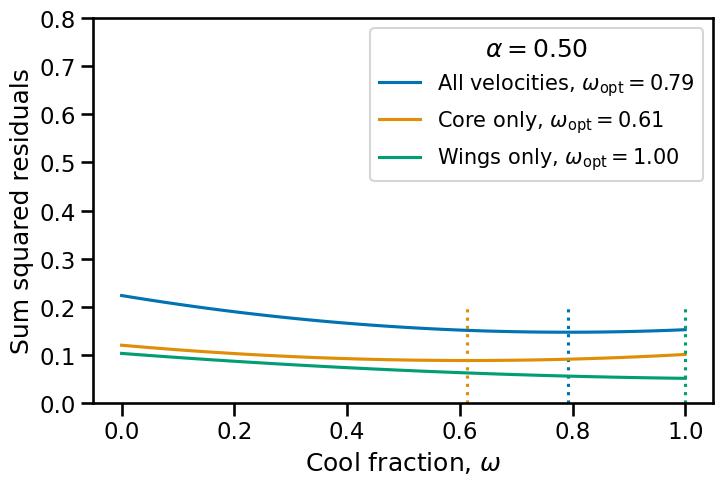 α = 0.50
All velocities, ω_opt = 0.79
Core only, ω_opt = 0.61
Wings only, ω_opt = 1.00
Sum squared residuals
0.8
0.7
0.6
0.5
0.4
0.3
0.2
0.1
0.0
0.0 0.2 0.4 0.6 0.8 1.0
Cool fraction, ω